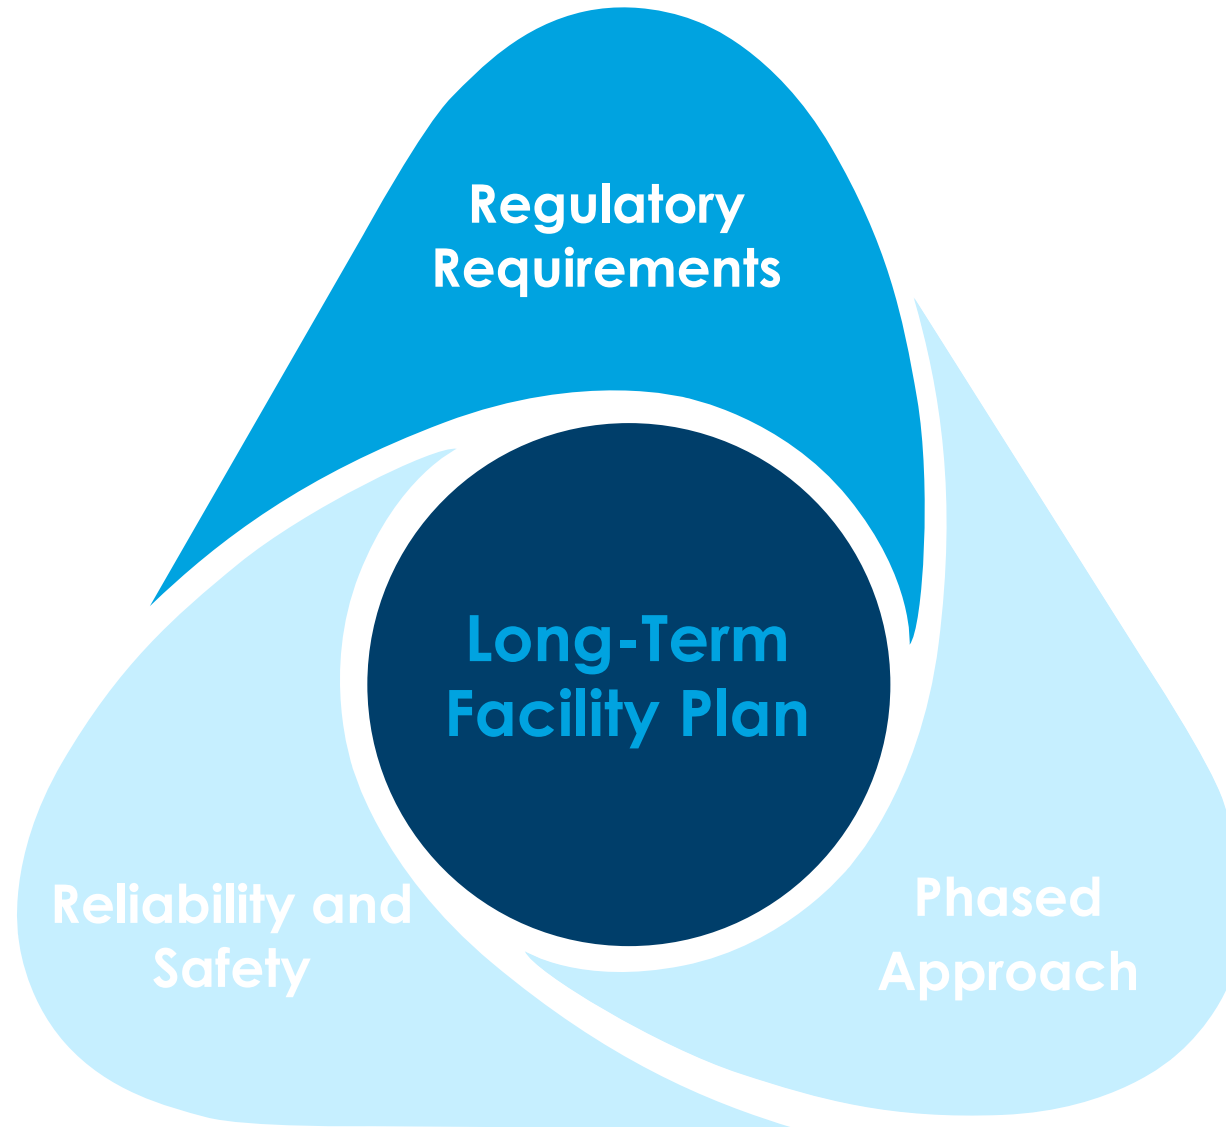 Regulatory
Requirements
Long-Term
Facility Plan
Reliability and
Safety
Phased
Approach